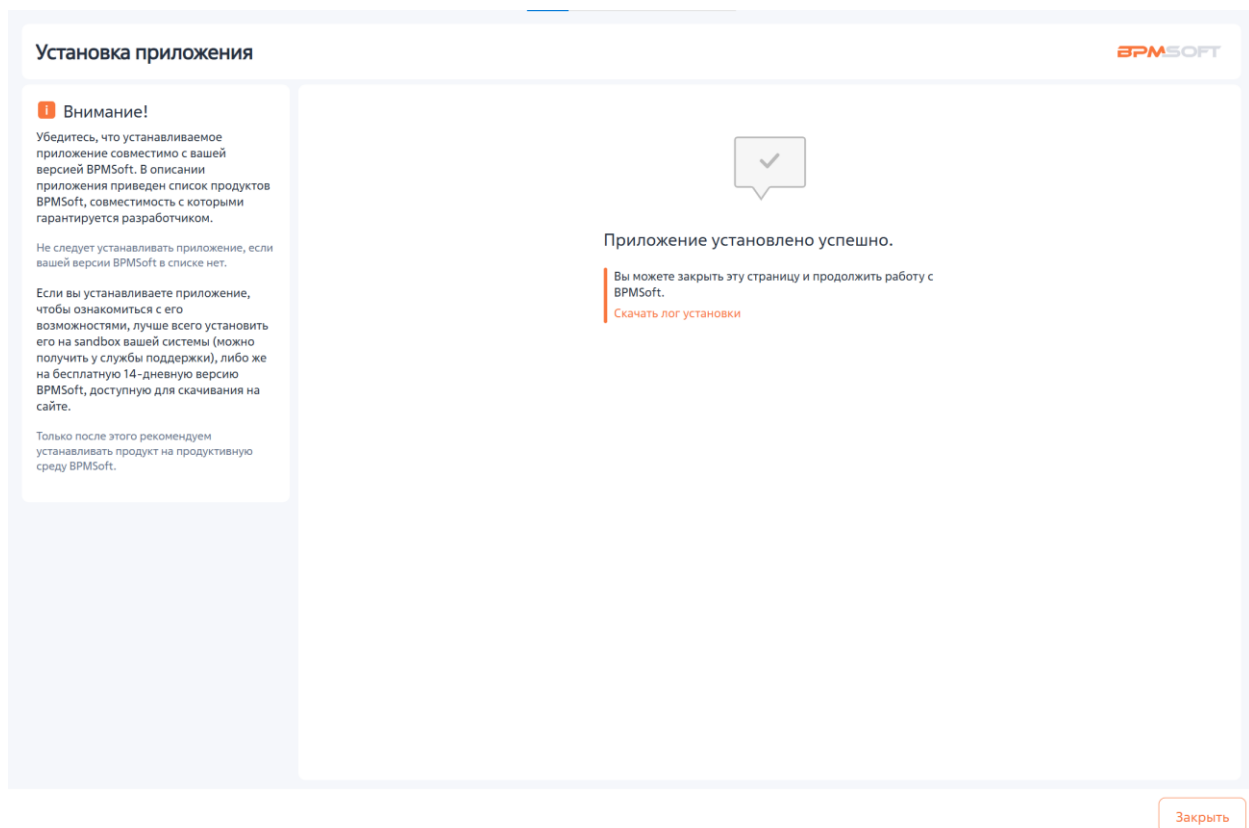 Установка приложения
BPMSOFT
Внимание!
Убедитесь, что устанавливаемое
приложение совместимо с вашей
версией BPMSoft. В описании
приложения приведен список продуктов
BPMSoft, совместимость с которыми
гарантируется разработчиком.
Не следует устанавливать приложение, если
вашей версии BPMSoft в списке нет.
Если вы устанавливаете приложение,
чтобы ознакомиться с его
возможностями, лучше всего установить
его на sandbox вашей системы (можно
получить у службы поддержки), либо же
на бесплатную 14-дневную версию
BPMSoft, доступную для скачивания на
сайте.
Только после этого рекомендуем
устанавливать продукт на продуктивную
среду BPMSoft.
Приложение установлено успешно.
Вы можете закрыть эту страницу и продолжить работу с
BPMSoft.
Скачать лог установки
Закрыть